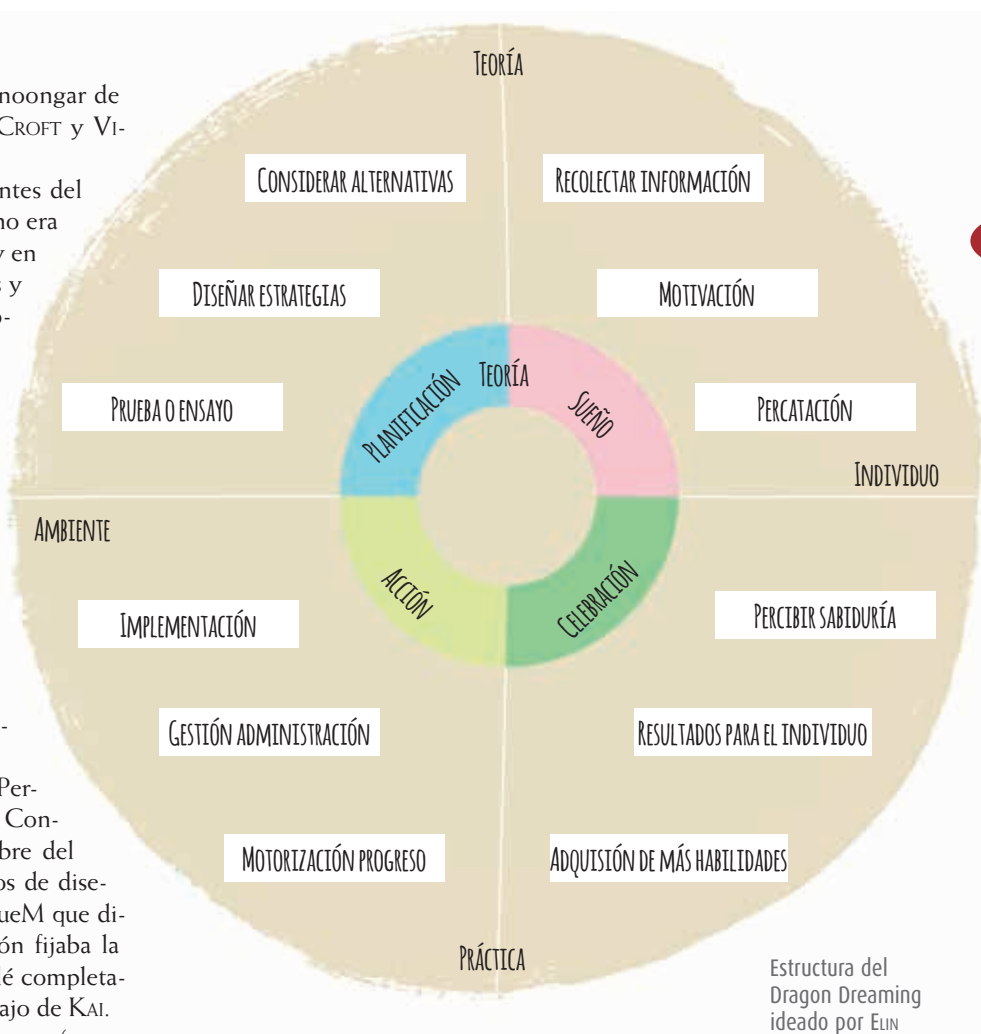 noongar de
CROFT y VI-
ntes del
no era
y en
s y
o-
-
Per-
Con-
bre del
os de dise-
ueM que di-
ón fijaba la
lé completa-
ajo de KAI.
TEORÍA
CONSIDERAR ALTERNATIVAS
RECOLECTAR INFORMACIÓN
DISEÑAR ESTRATEGIAS
MOTIVACIÓN
PRUEBA O ENSAYO
PERCATACIÓN
PLANIFICACIÓN
TEORÍA
SUEÑO
INDIVIDUO
AMBIENTE
ACCIÓN
CELEBRACIÓN
IMPLEMENTACIÓN
PERCIBIR SABIDURÍA
GESTIÓN ADMINISTRACIÓN
RESULTADOS PARA EL INDIVIDUO
MOTORIZACIÓN PROGRESO
ADQUISIÓN DE MÁS HABILIDADES
PRÁCTICA
Estructura del
Dragon Dreaming
ideado por ELIN